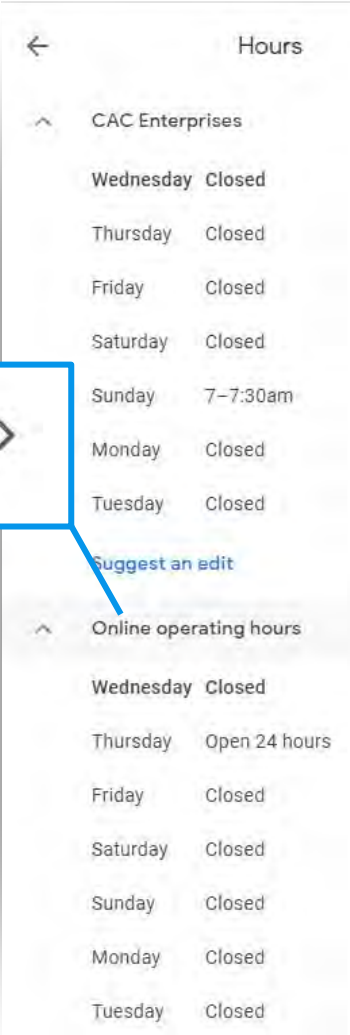 Hours
CAC Enterprises
Wednesday Closed
Thursday Closed
Friday Closed
Saturday Closed
Sunday 7–7:30am
Monday Closed
Tuesday Closed
Suggest an edit
Online operating hours
Wednesday Closed
Thursday Open 24 hours
Friday Closed
Saturday Closed
Sunday Closed
Monday Closed
Tuesday Closed